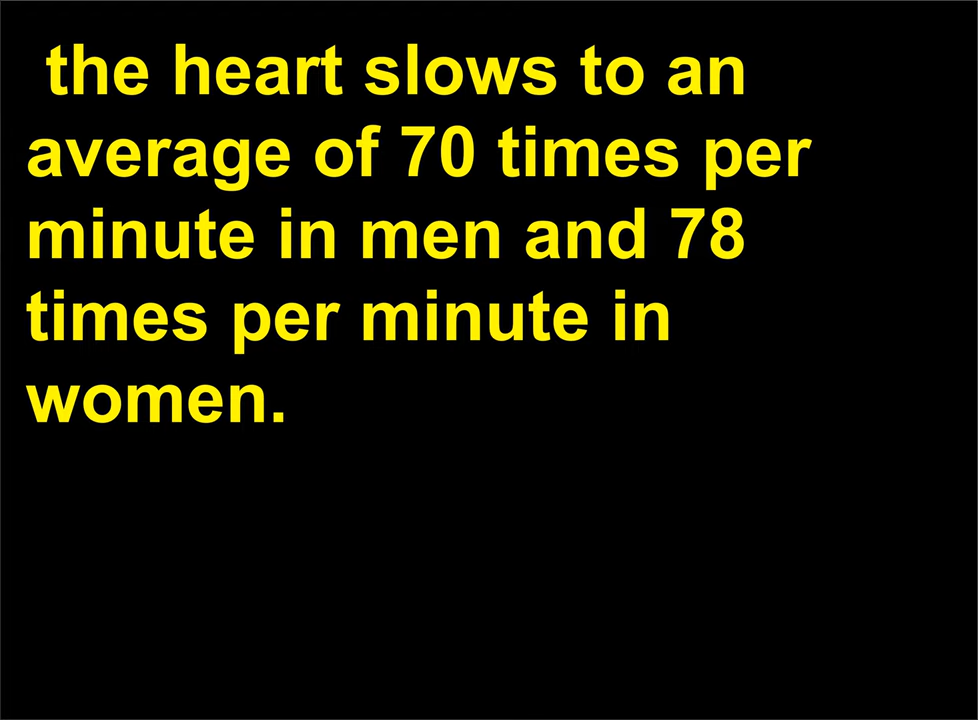 the heart slows to an
average of 70 times per
minute in men and 78
times per minute in
women.